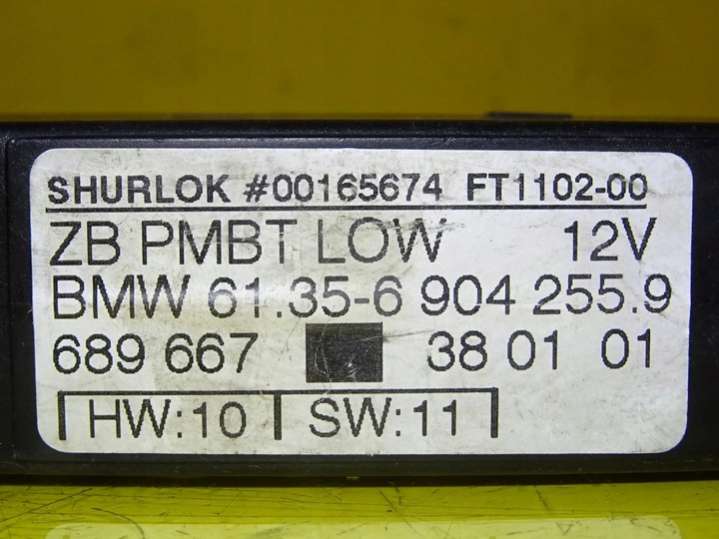 SHURLOK #00165674 FT1102-00
ZB PMBT LOW 12V
BMW 61.35-6 904 255.9
689 667 38 01 01
HW:10 SW:11